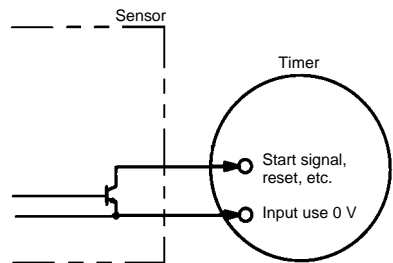 Sensor
Timer
Start signal,
reset, etc.
Input use 0 V